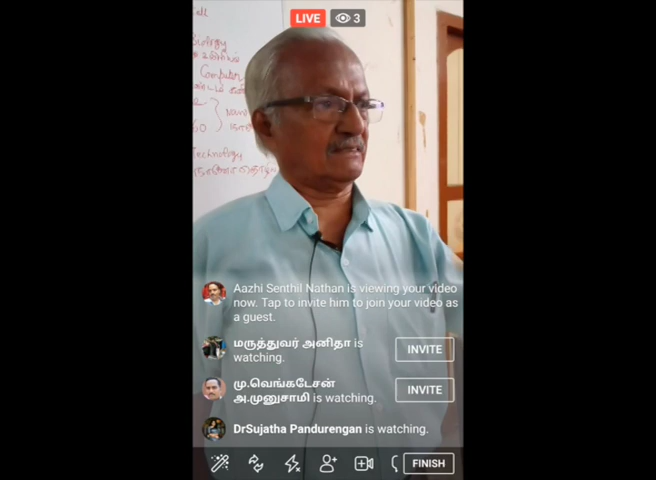 LIVE 3
Biology
Computer
Technology
Aazhi Senthil Nathan is viewing your video
now. Tap to invite him to join your video as
a guest.
மருத்துவர் அனிதா is
watching.
INVITE
மு.வெங்கடேசன்
அ.முனுசாமி is watching.
INVITE
DrSujatha Pandurengan is watching.
FINISH